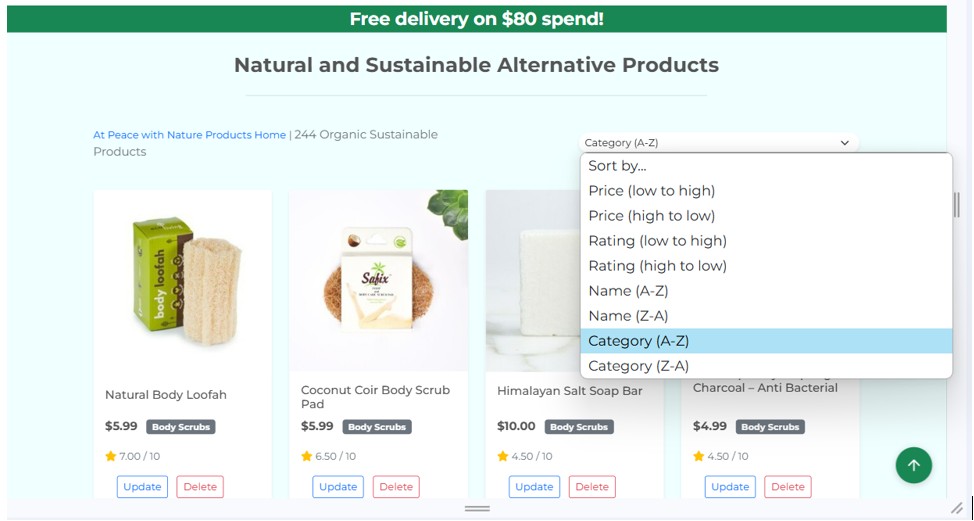 Free delivery on $80 spend!
Natural and Sustainable Alternative Products
At Peace with Nature Products Home | 244 Organic Sustainable
Products
Category (A-Z)
Sort by...
Price (low to high)
Price (high to low)
Rating (low to high)
Rating (high to low)
Name (A-Z)
Name (Z-A)
Category (A-Z)
Category (Z-A)
body loofah
Safix
Natural Body Loofah
$5.99 Body Scrubs
7.00 / 10
Update Delete
Coconut Coir Body Scrub
Pad
$5.99 Body Scrubs
6.50 / 10
Update Delete
Himalayan Salt Soap Bar
$10.00 Body Scrubs
4.50 / 10
Update Delete
Charcoal – Anti Bacterial
$4.99 Body Scrubs
4.50 / 10
Update Delete